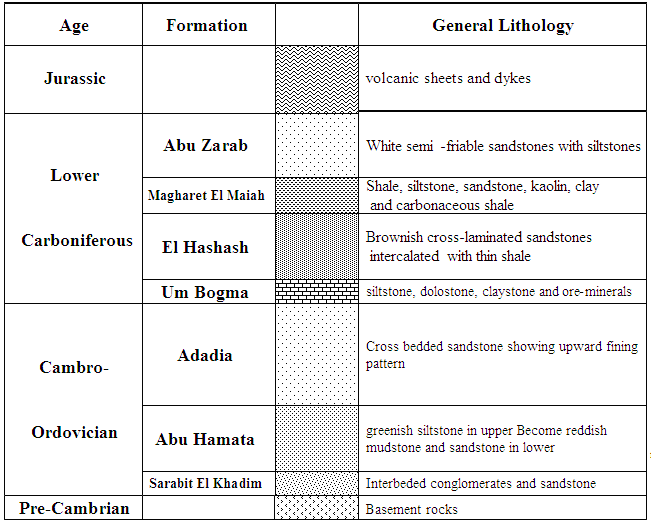 Age Formation General Lithology
Jurassic volcanic sheets and dykes
Lower
Carboniferous
Abu Zarab White semi -friable sandstones with siltstones
Magharet El Maiah Shale, siltstone, sandstone, kaolin, clay
and carbonaceous shale
El Hashash Brownish cross-laminated sandstones
intercalated with thin shale
Um Bogma siltstone, dolostone, claystone and ore-minerals
Cambro-
Ordovician
Adadia Cross bedded sandstone showing upward fining
pattern
Abu Hamata greenish siltstone in upper Become reddish
mudstone and sandstone in lower
Sarabit El Khadim Interbeded conglomerates and sandstone
Pre-Cambrian Basement rocks